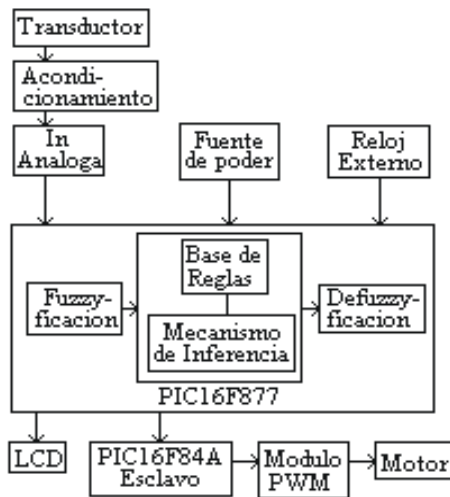 Transductor
Acondi-
cionamiento
In
Analoga
Fuente
de poder
Reloj
Externo
Base de
Reglas
Fuzzy-
ficacion
Mecanismo
de Inferencia
Defuzzy-
ficacion
PIC16F877
LCD
PIC16F84A
Esclavo
Modulo
PWM
Motor